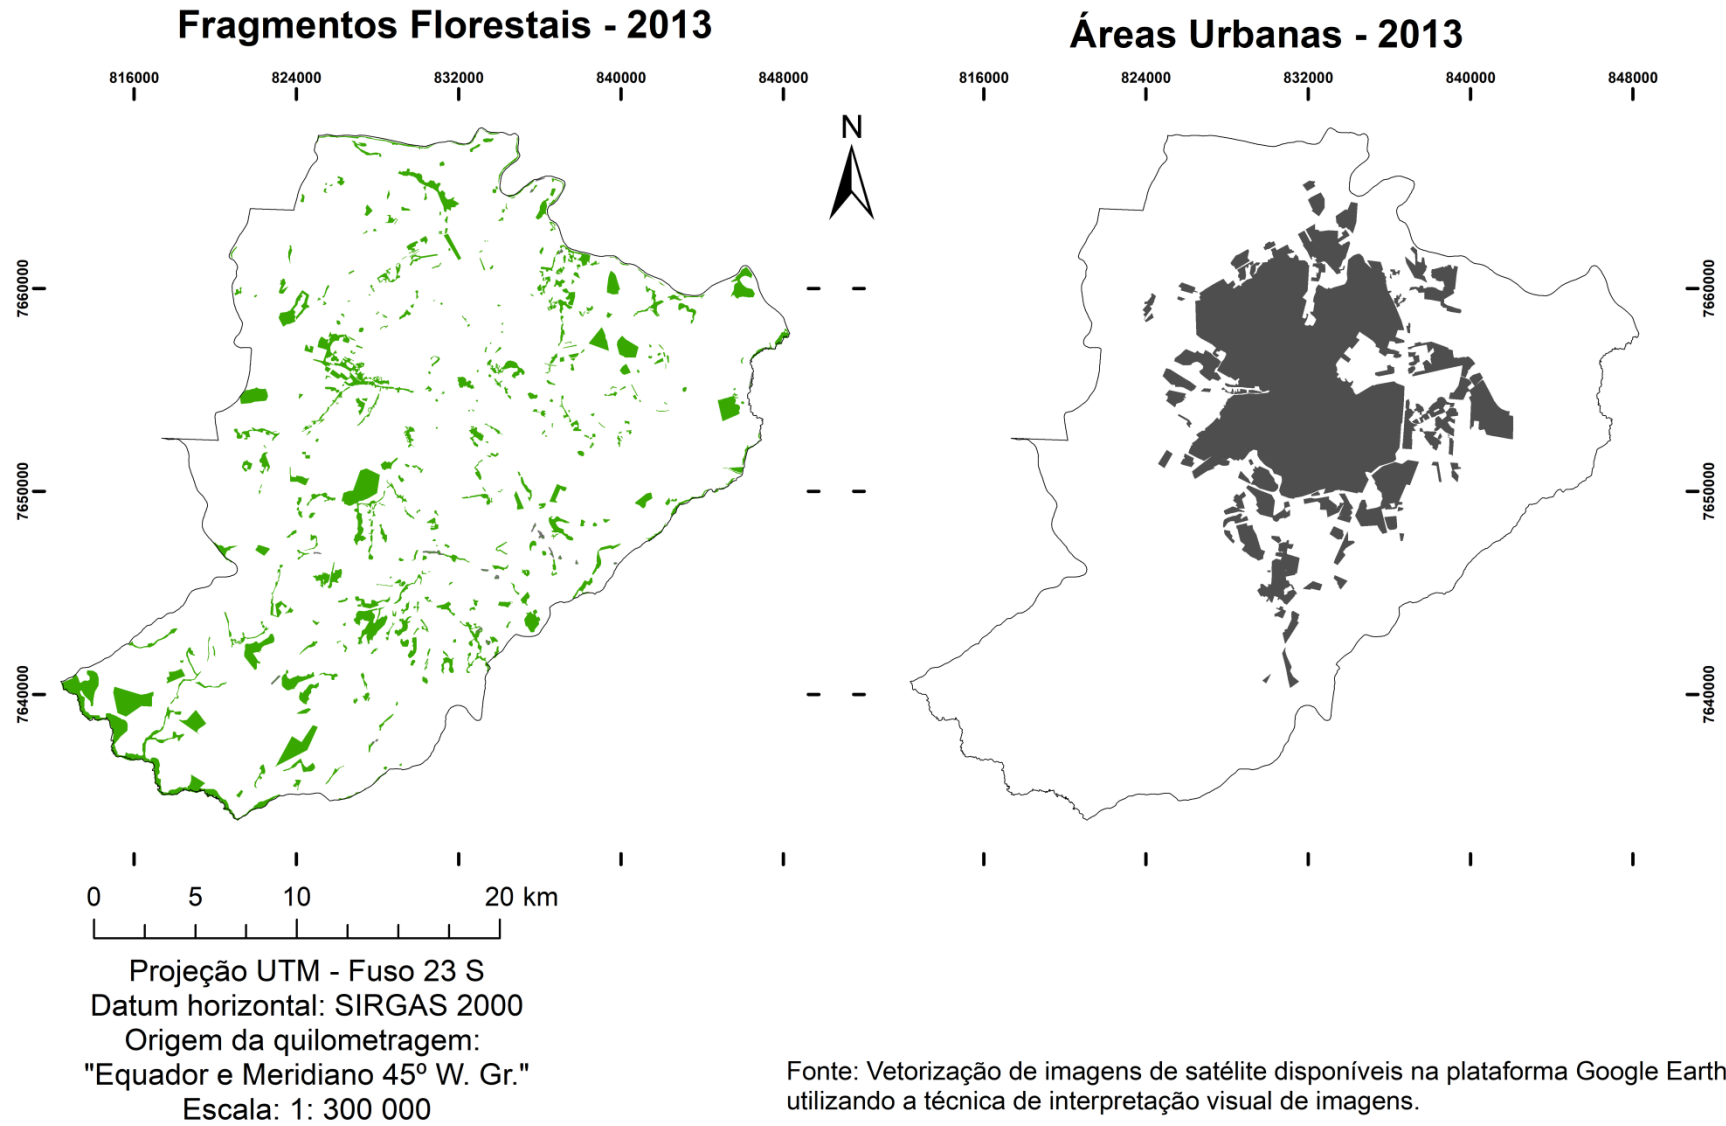 Fragmentos Florestais - 2013
816000 824000 832000 840000 848000
7660000
7650000
7640000
N
Áreas Urbanas - 2013
816000 824000 832000 840000 848000
7660000
7650000
7640000
0 5 10 20 km
Projeção UTM - Fuso 23 S
Datum horizontal: SIRGAS 2000
Origem da quilometragem:
"Equador e Meridiano 45º W. Gr."
Escala: 1: 300 000
Fonte: Vetorização de imagens de satélite disponíveis na plataforma Google Earth
utilizando a técnica de interpretação visual de imagens.